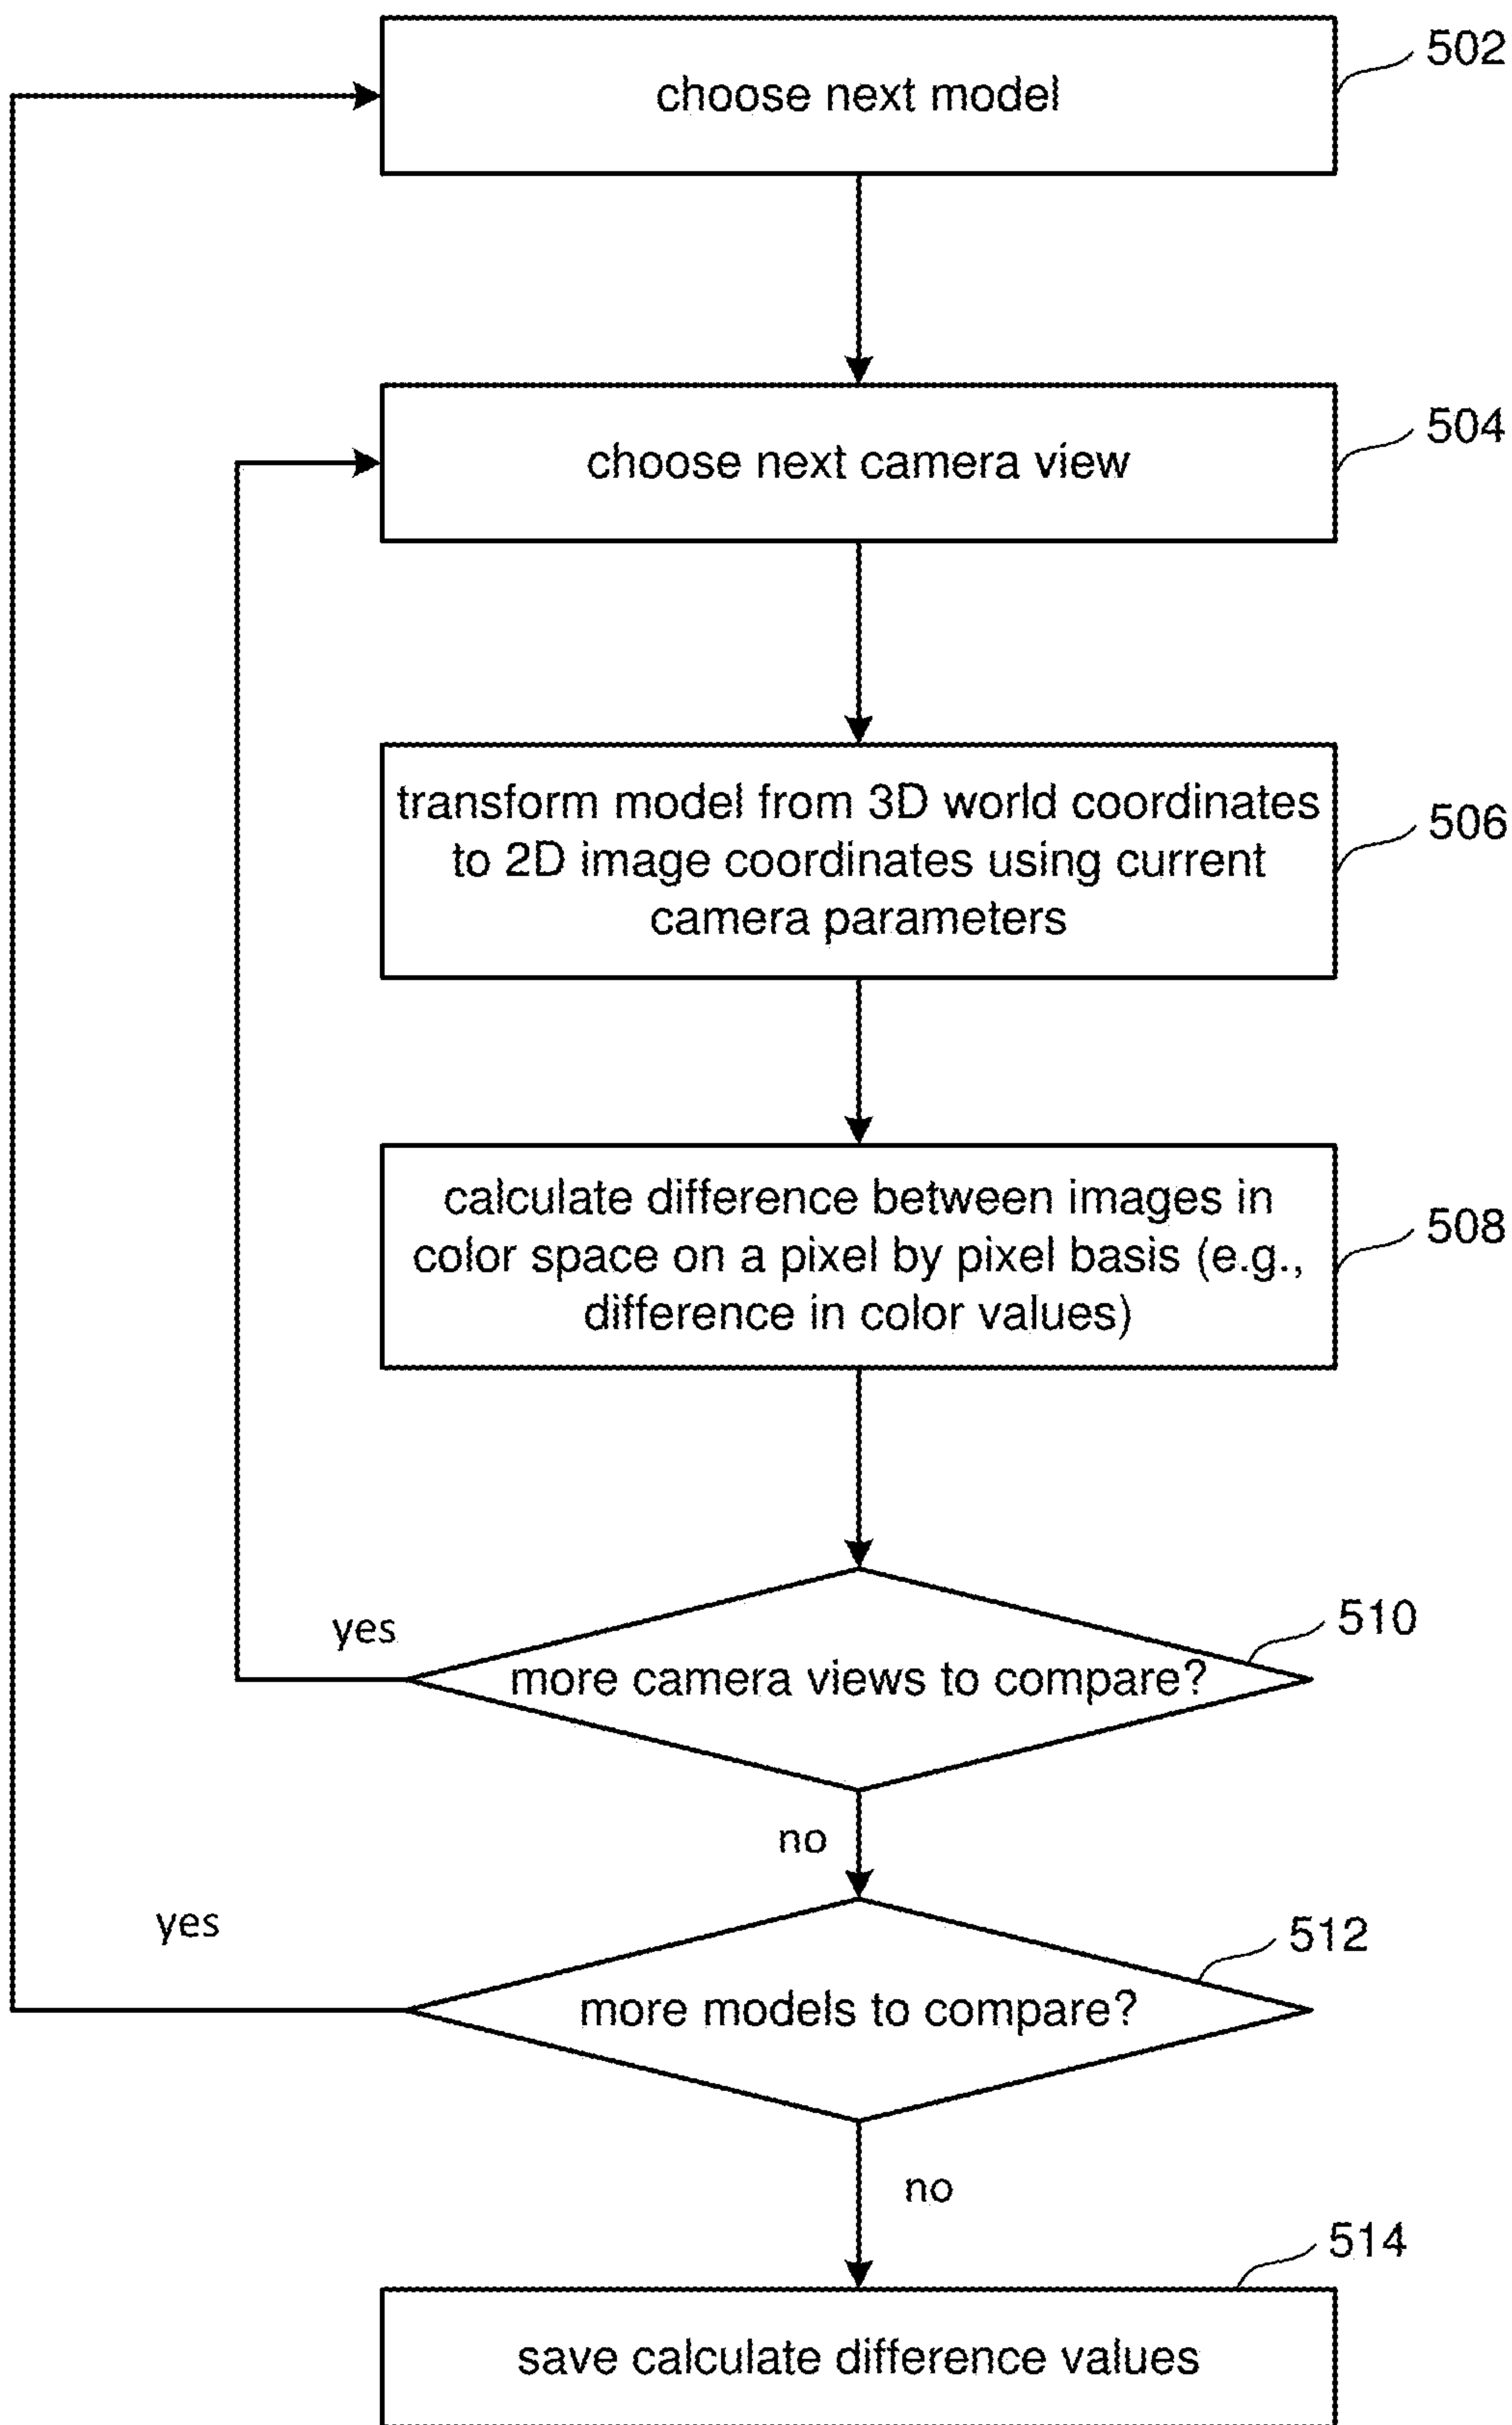 502
choose next model
504
choose next camera view
transform model from 3D world coordinates
to 2D image coordinates using current
camera parameters
506
calculate difference between images in
color space on a pixel by pixel basis (e.g.,
difference in color values)
508
yes
510
more camera views to compare?
no
yes
512
more models to compare?
no
514
save calculate difference values